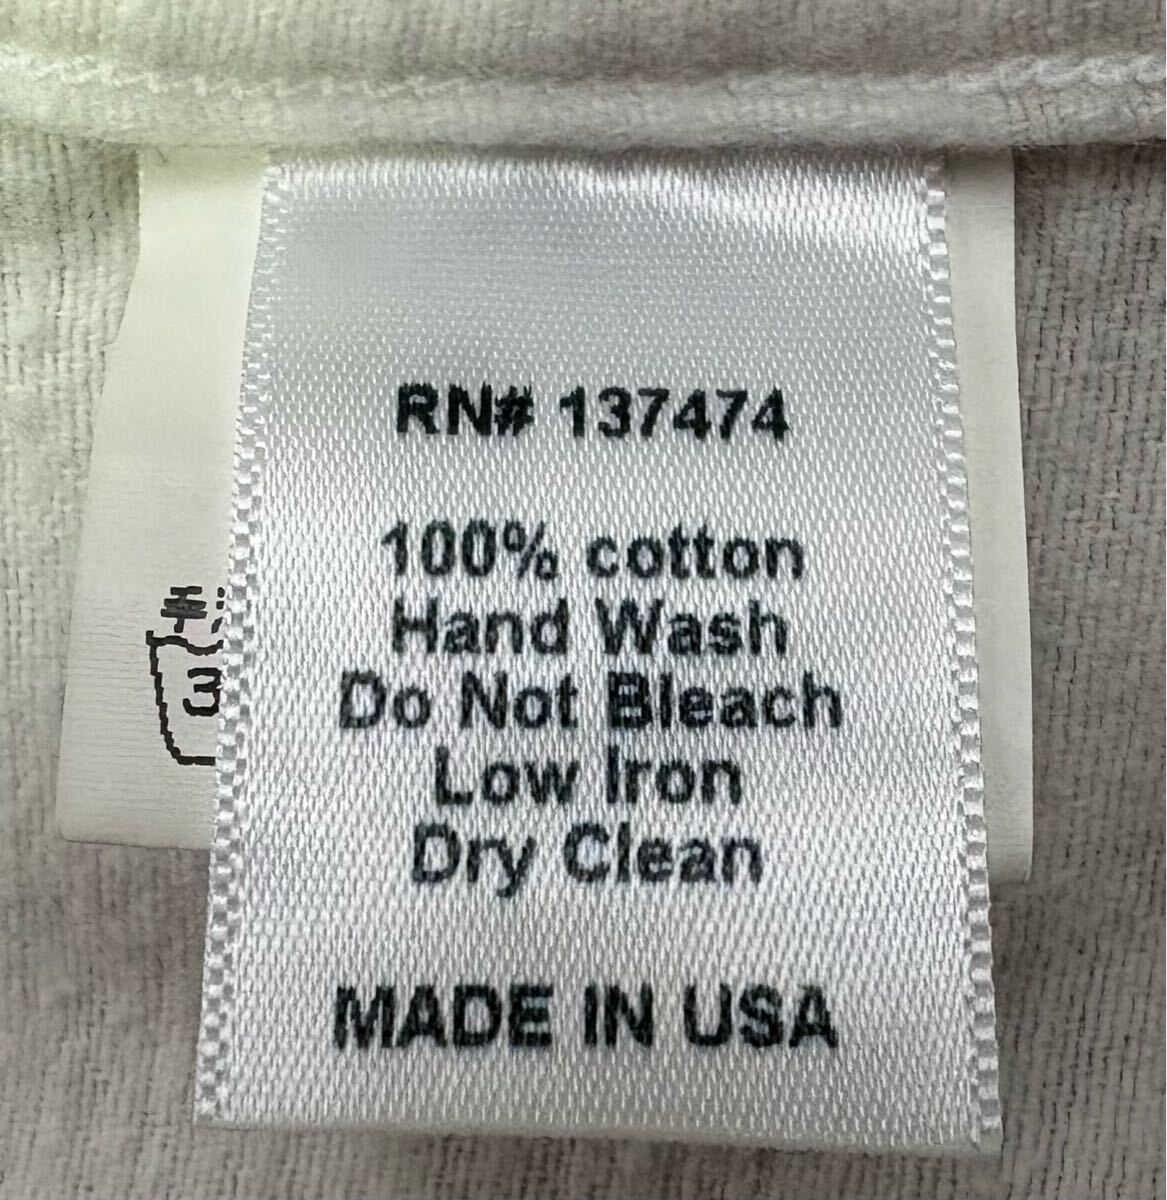 RN# 137474
100% cotton
Hand Wash
Do Not Bleach
Low Iron
Dry Clean
MADE IN USA